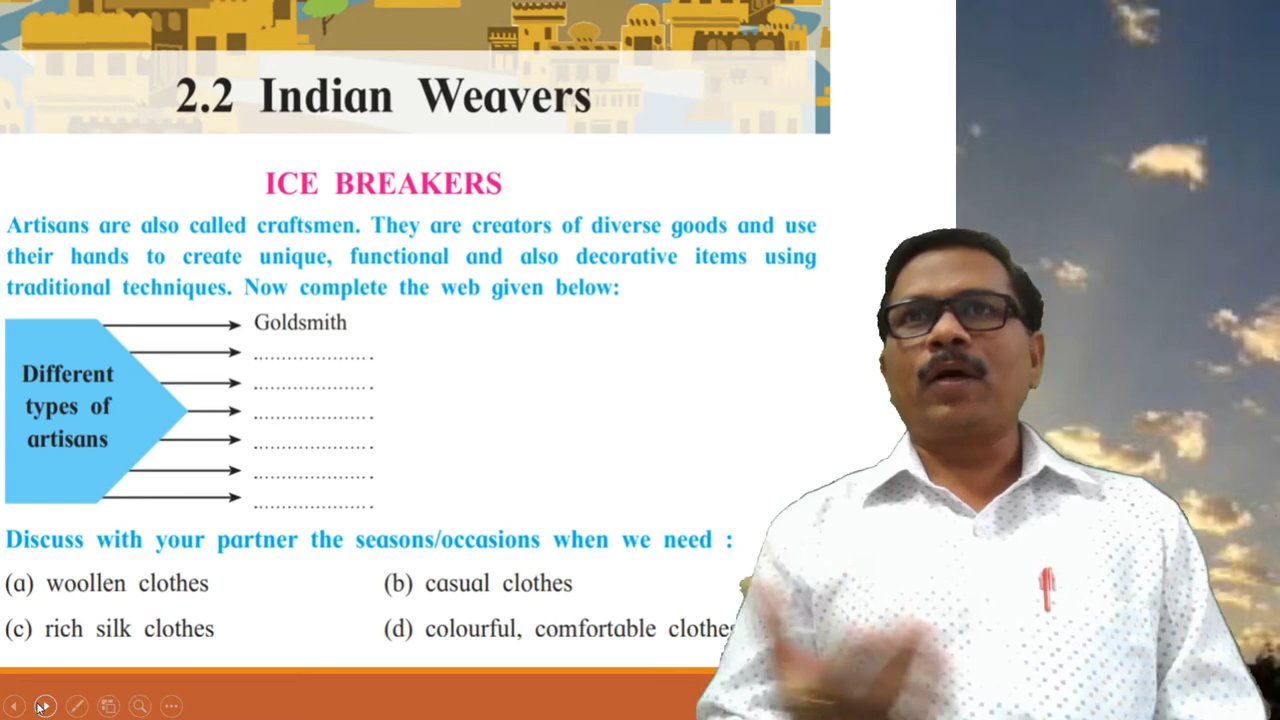 2.2 Indian Weavers
ICE BREAKERS
Artisans are also called craftsmen. They are creators of diverse goods and use
their hands to create unique, functional and also decorative items using
traditional techniques. Now complete the web given below:
Different
types of
artisans
Goldsmith
Discuss with your partner the seasons/occasions when we need :
(a) woollen clothes
(b) casual clothes
(c) rich silk clothes
(d) colourful, comfortable clothes